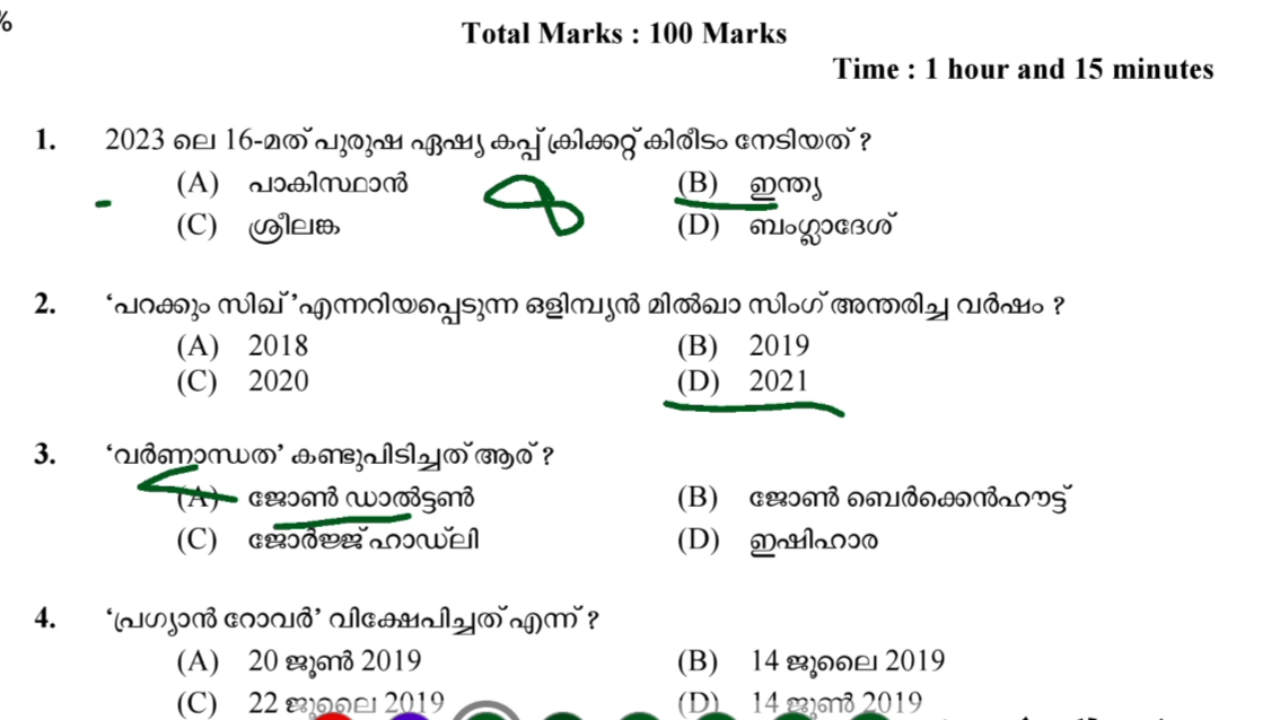 %
Total Marks : 100 Marks
Time : 1 hour and 15 minutes
1. 2023 ലെ 16-മത് പുരുഷ ഏഷ്യ കപ്പ് ക്രിക്കറ്റ് കിരീടം നേടിയത് ?
(A) പാകിസ്ഥാൻ (B) ഇന്ത്യ
(C) ശ്രീലങ്ക (D) ബംഗ്ലാദേശ്
2. ‘പറക്കും സിഖ് ’എന്നറിയപ്പെടുന്ന ഒളിമ്പ്യൻ മിൽഖാ സിംഗ് അന്തരിച്ച വർഷം ?
(A) 2018 (B) 2019
(C) 2020 (D) 2021
3. ‘വർണാന്ധത’ കണ്ടുപിടിച്ചത് ആര് ?
(A) ജോൺ ഡാൽട്ടൺ (B) ജോൺ ബെർക്കെൻഹൗട്ട്
(C) ജോർജ്ജ് ഹാഡ്‌ലി (D) ഇഷിഹാര
4. ‘പ്രഗ്യാൻ റോവർ’ വിക്ഷേപിച്ചത് എന്ന് ?
(A) 20 ജൂൺ 2019 (B) 14 ജൂലൈ 2019
(C) 22 ജൂലൈ 2019 (D) 14 ജൂൺ 2019